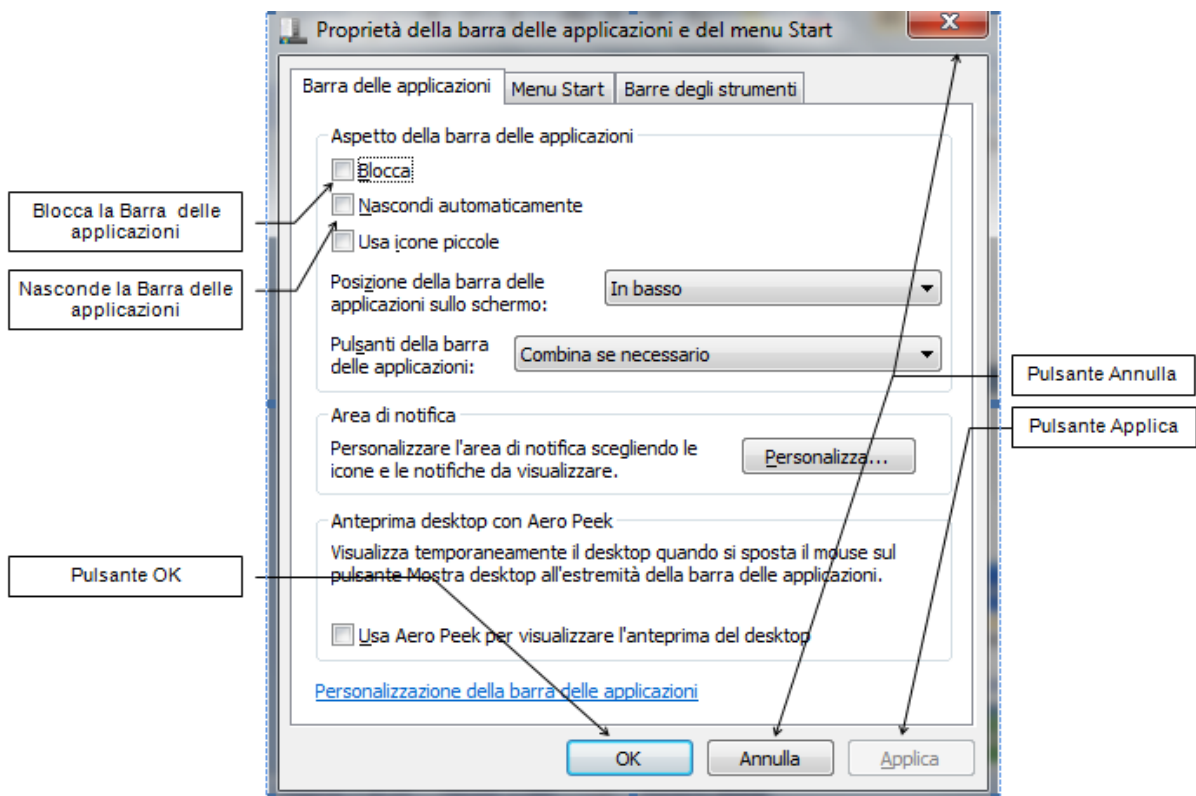 Proprietà della barra delle applicazioni e del menu Start
Barra delle applicazioni
Menu Start
Barre degli strumenti
Aspetto della barra delle applicazioni
Blocca
Nascondi automaticamente
Usa icone piccole
Blocca la Barra delle
applicazioni
Nasconde la Barra delle
applicazioni
Posizione della barra delle
applicazioni sullo schermo:
In basso
Pulsanti della barra
delle applicazioni:
Combina se necessario
Pulsante Annulla
Pulsante Applica
Area di notifica
Personalizzare l'area di notifica scegliendo le
icone e le notifiche da visualizzare.
Personalizza...
Anteprima desktop con Aero Peek
Visualizza temporaneamente il desktop quando si sposta il mouse sul
pulsante Mostra desktop all'estremità della barra delle applicazioni.
Pulsante OK
Usa Aero Peek per visualizzare l'anteprima del desktop
Personalizzazione della barra delle applicazioni
OK
Annulla
Applica